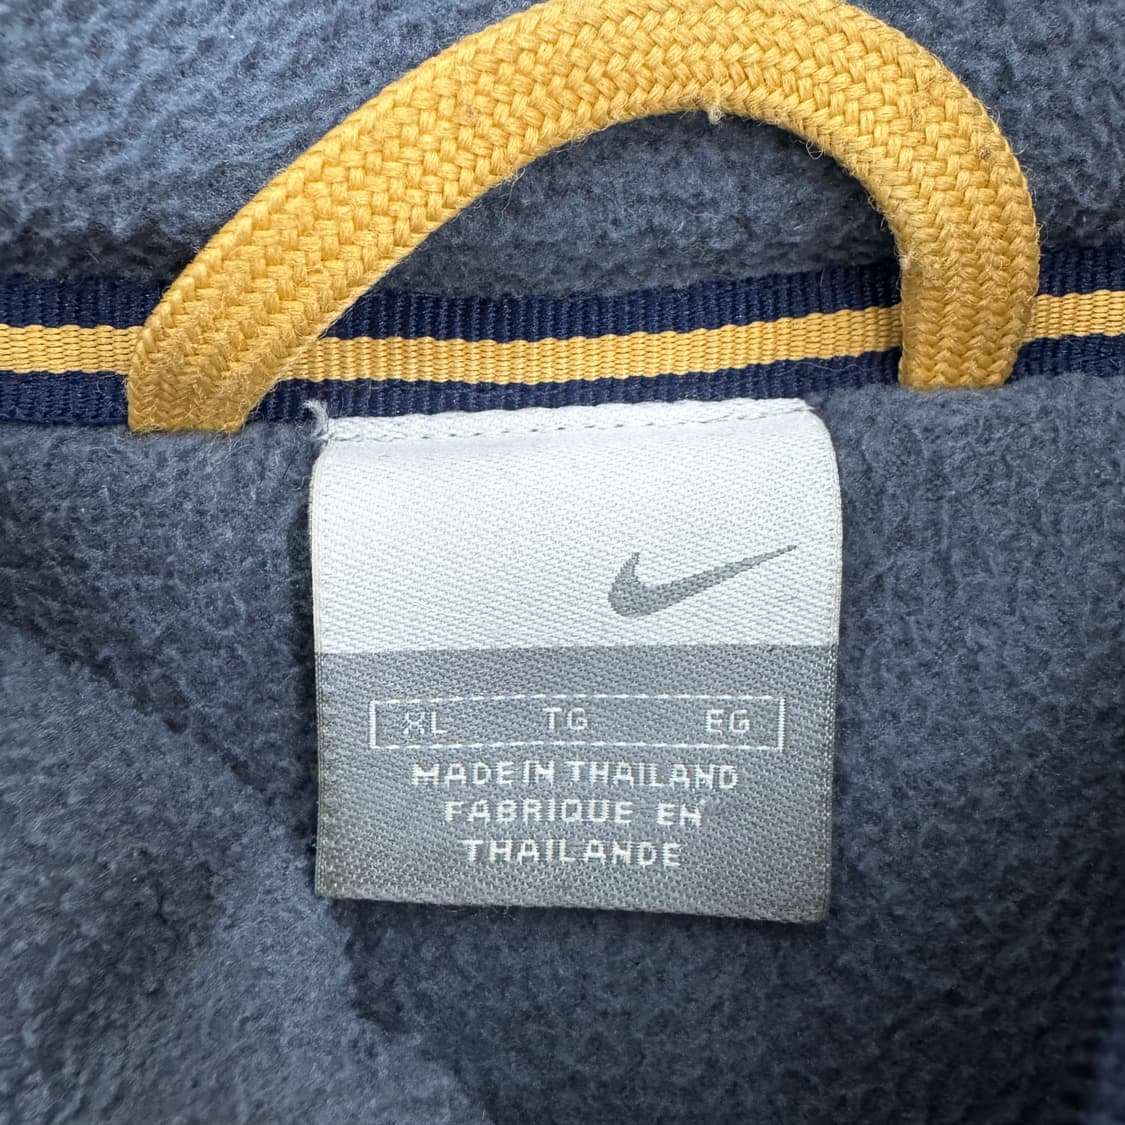 XL TG EG
MADE IN THAILAND
FABRIQUE EN
THAILANDE